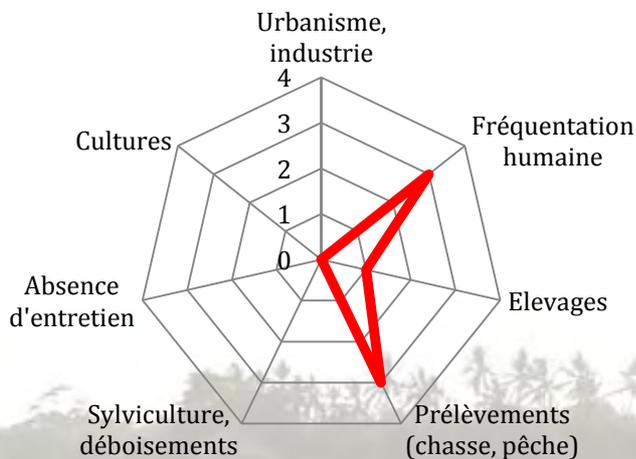 Urbanisme,
industrie
4
3
2
1
0
Fréquentation
humaine
Elevages
Prélèvements
(chasse, pêche)
Sylviculture,
déboisements
Absence
d'entretien
Cultures